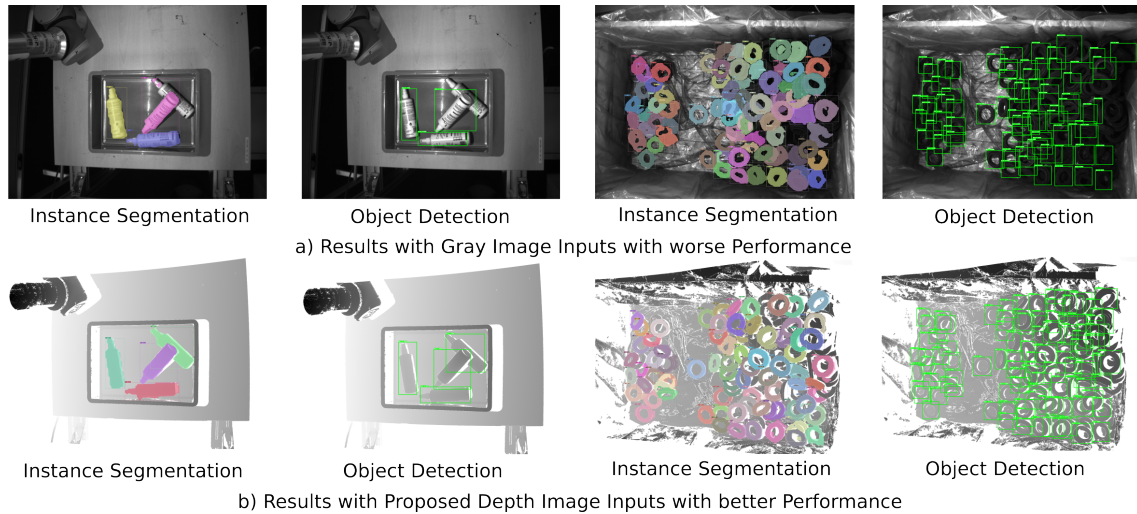 Instance Segmentation
Object Detection
Instance Segmentation
Object Detection
a) Results with Gray Image Inputs with worse Performance
Instance Segmentation
Object Detection
Instance Segmentation
Object Detection
b) Results with Proposed Depth Image Inputs with better Performance